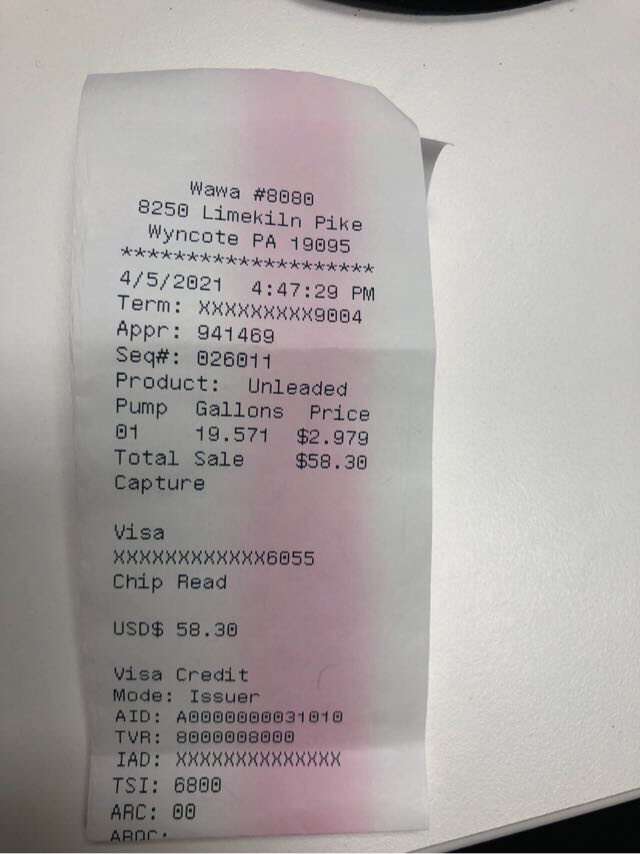 Wawa #8080
8250 Limekiln Pike
Wyncote PA 19095
********************
4/5/2021 4:47:29 PM
Term: XXXXXXXXX9004
Appr: 941469
Seq#: 026011
Product: Unleaded
Pump Gallons Price
01 19.571 $2.979
Total Sale $58.30
Capture
Visa
XXXXXXXXXXXX6055
Chip Read
USD$ 58.30
Visa Credit
Mode: Issuer
AID: A0000000031010
TVR: 8000008000
IAD: XXXXXXXXXXXXXX
TSI: 6800
ARC: 00